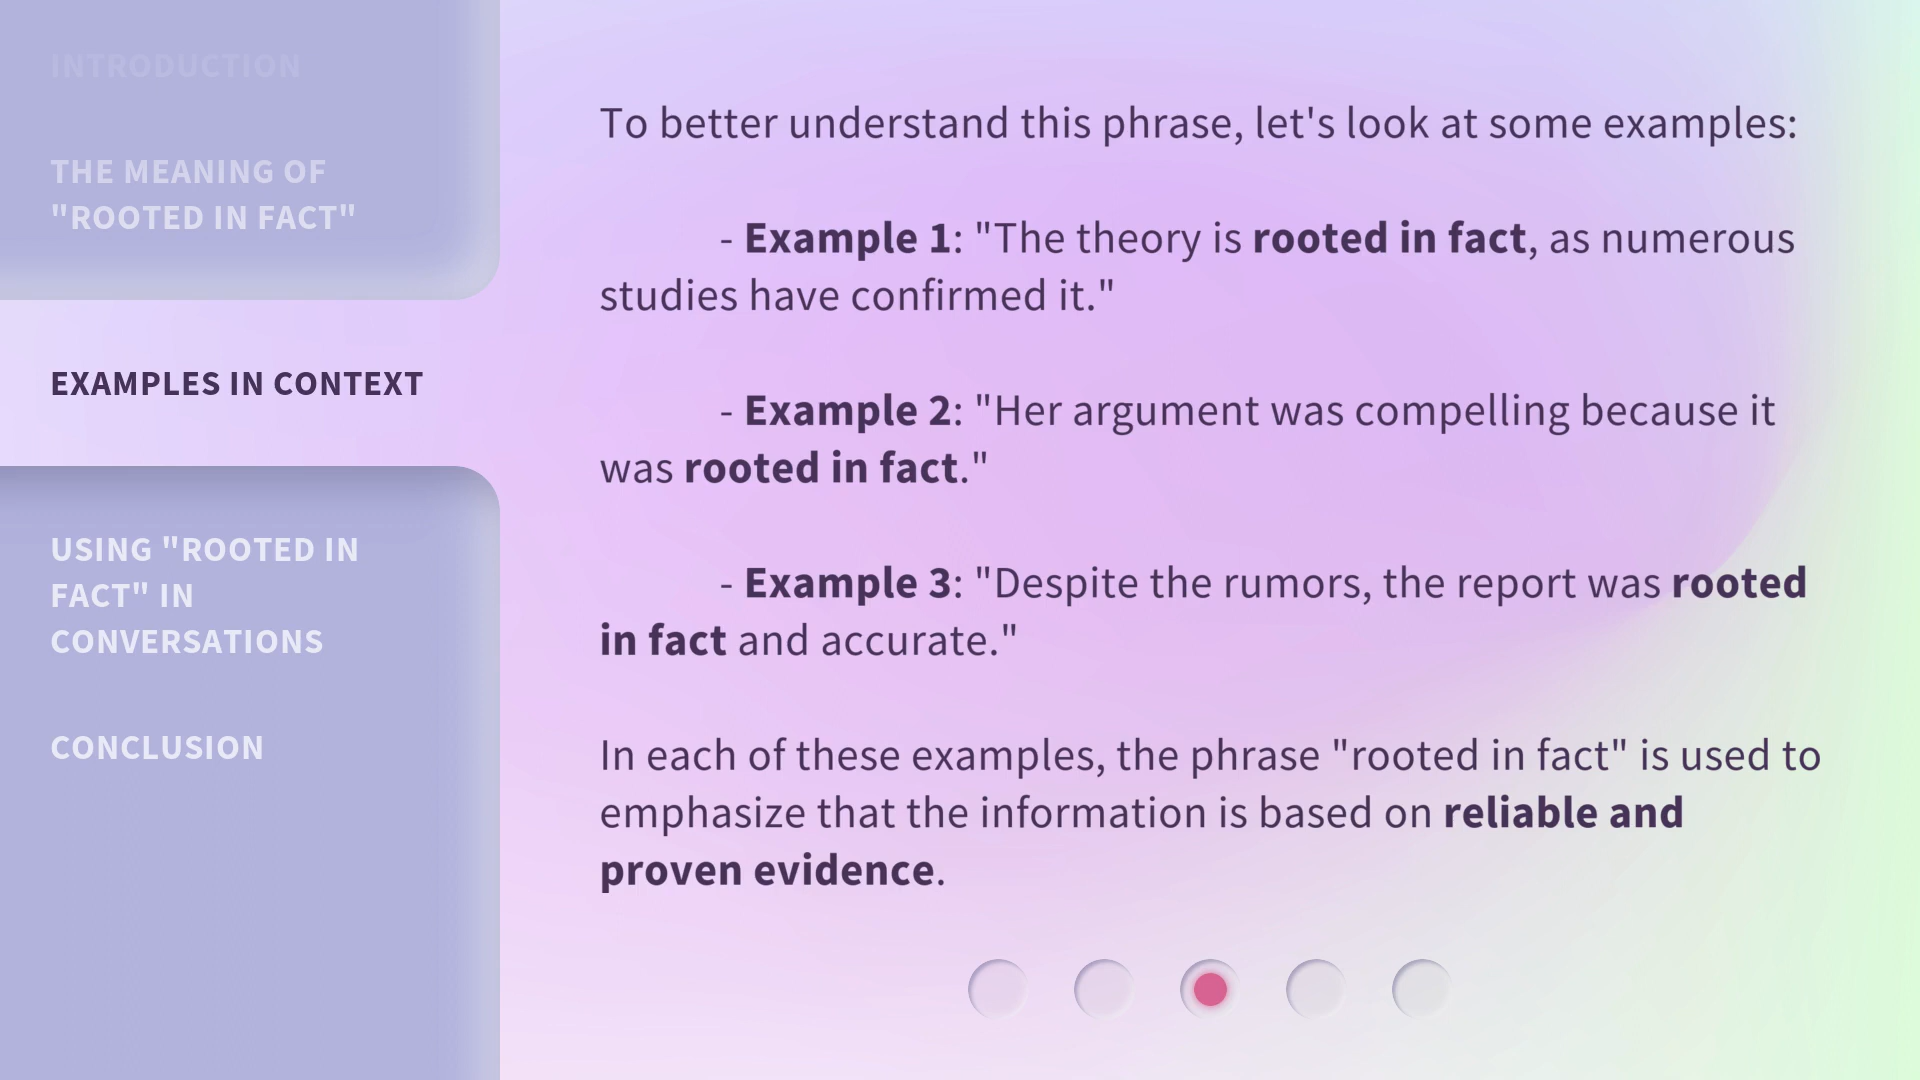 INTRODUCTION
THE MEANING OF
"ROOTED IN FACT"
EXAMPLES IN CONTEXT
USING "ROOTED IN
FACT" IN
CONVERSATIONS
CONCLUSION
To better understand this phrase, let's look at some examples:
- Example 1: "The theory is rooted in fact, as numerous
studies have confirmed it."
- Example 2: "Her argument was compelling because it
was rooted in fact."
- Example 3: "Despite the rumors, the report was rooted
in fact and accurate."
In each of these examples, the phrase "rooted in fact" is used to
emphasize that the information is based on reliable and
proven evidence.